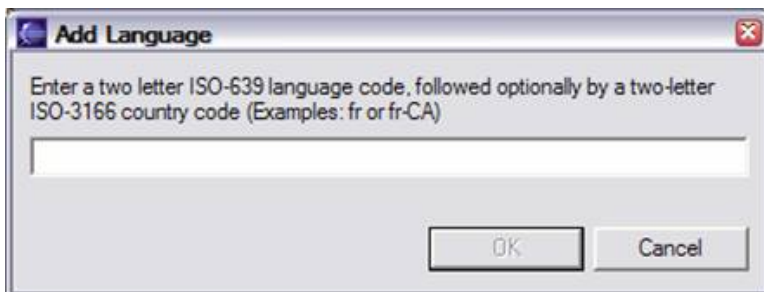 Add Language
Enter a two letter ISO-639 language code, followed optionally by a two-letter
ISO-3166 country code (Examples: fr or fr-CA)
OK
Cancel